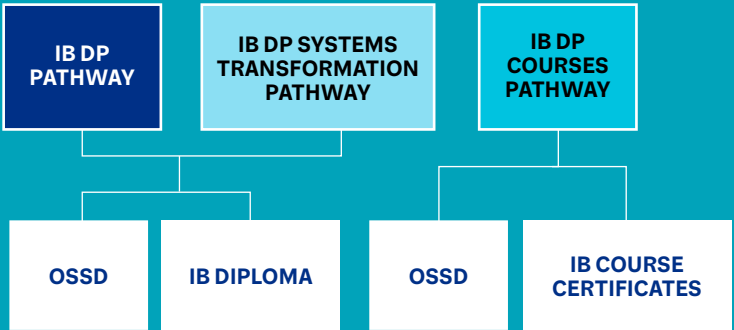 IB DP
PATHWAY
IB DP SYSTEMS
TRANSFORMATION
PATHWAY
IB DP
COURSES
PATHWAY
OSSD
IB DIPLOMA
OSSD
IB COURSE
CERTIFICATES